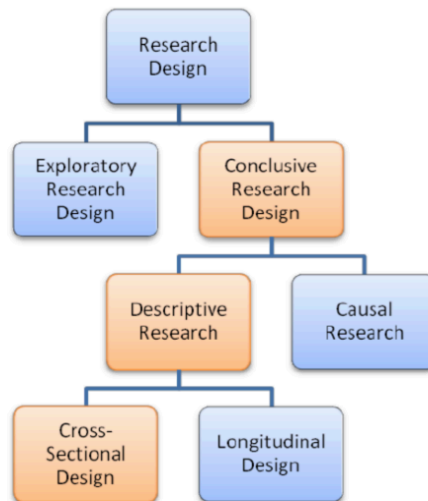 Research
Design
Exploratory
Research
Design
Conclusive
Research
Design
Descriptive
Research
Causal
Research
Cross-
Sectional
Design
Longitudinal
Design